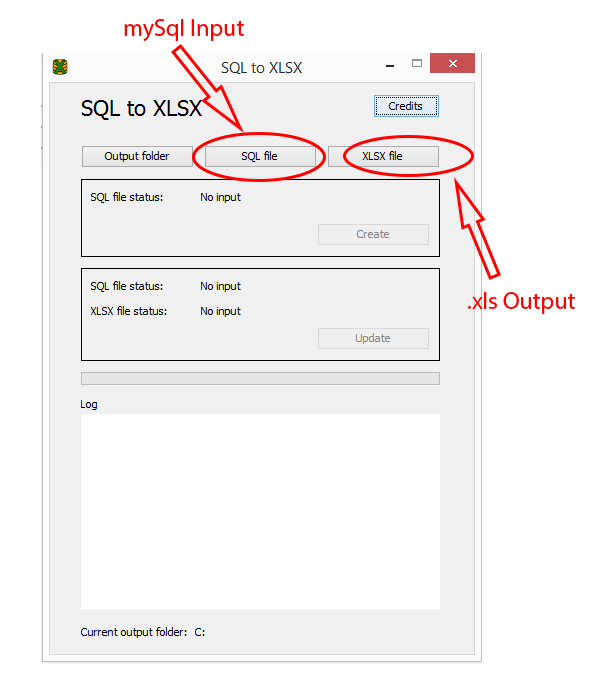 mySql Input
SQL to XLSX
SQL to XLSX
Credits
Output folder
SQL file
XLSX file
SQL file status: No input
Create
SQL file status: No input
XLSX file status: No input
Update
.xls Output
Log
Current output folder: C: